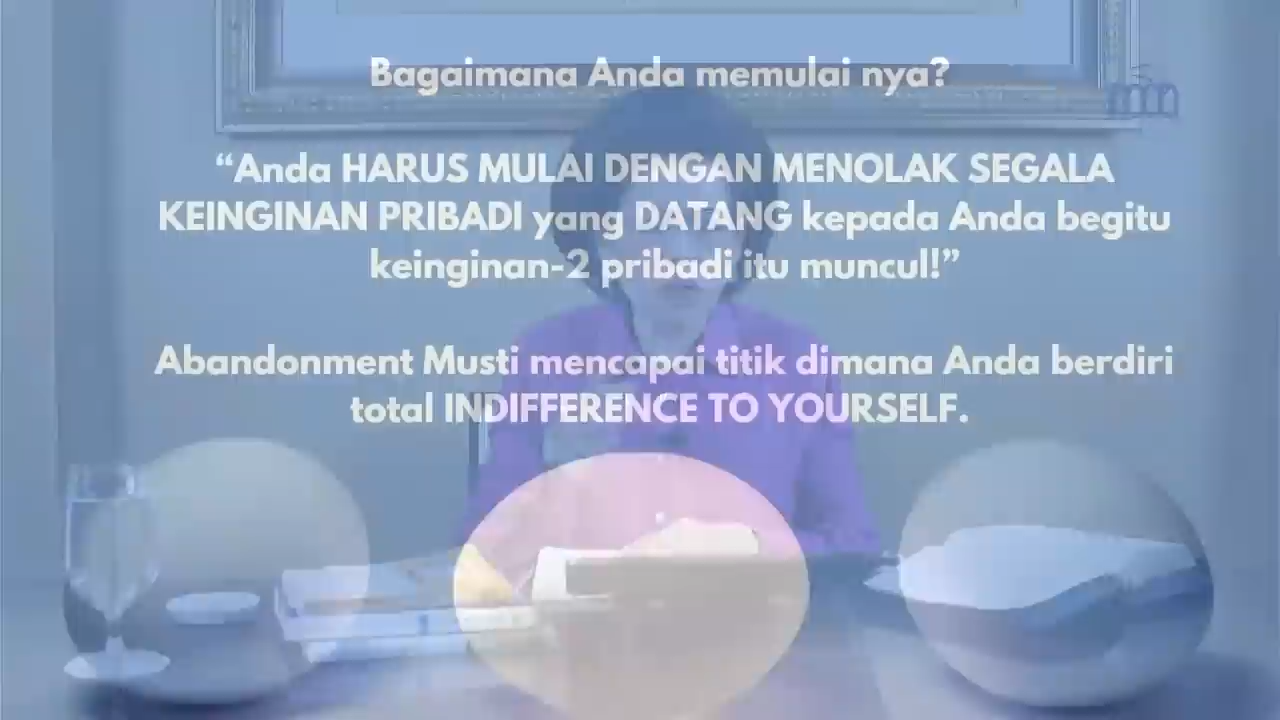 Bagaimana Anda memulai nya?
“Anda HARUS MULAI DENGAN MENOLAK SEGALA
KEINGINAN PRIBADI yang DATANG kepada Anda begitu
keinginan-2 pribadi itu muncul!”
Abandonment Musti mencapai titik dimana Anda berdiri
total INDIFFERENCE TO YOURSELF.